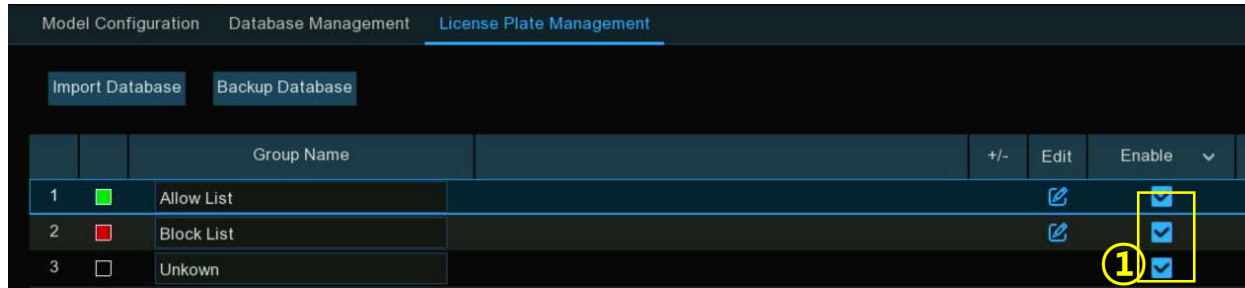 Model Configuration Database Management License Plate Management
Import Database Backup Database
Group Name +/- Edit Enable
1 Allow List
2 Block List
3 Unkown
①